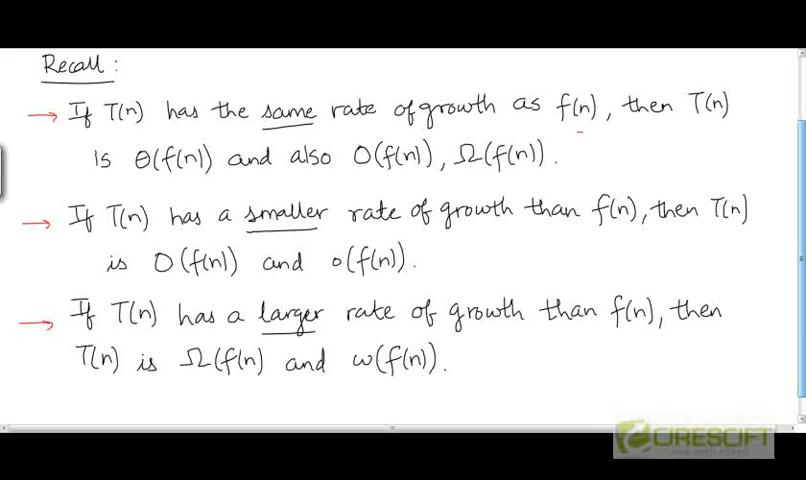 Recall :
→ If T(n) has the same rate of growth as f(n), then T(n)
is θ(f(n)) and also O(f(n)), Ω(f(n)).
→ If T(n) has a smaller rate of growth than f(n), then T(n)
is O(f(n)) and o(f(n)).
→ If T(n) has a larger rate of growth than f(n), then
T(n) is Ω(f(n) and ω(f(n)).